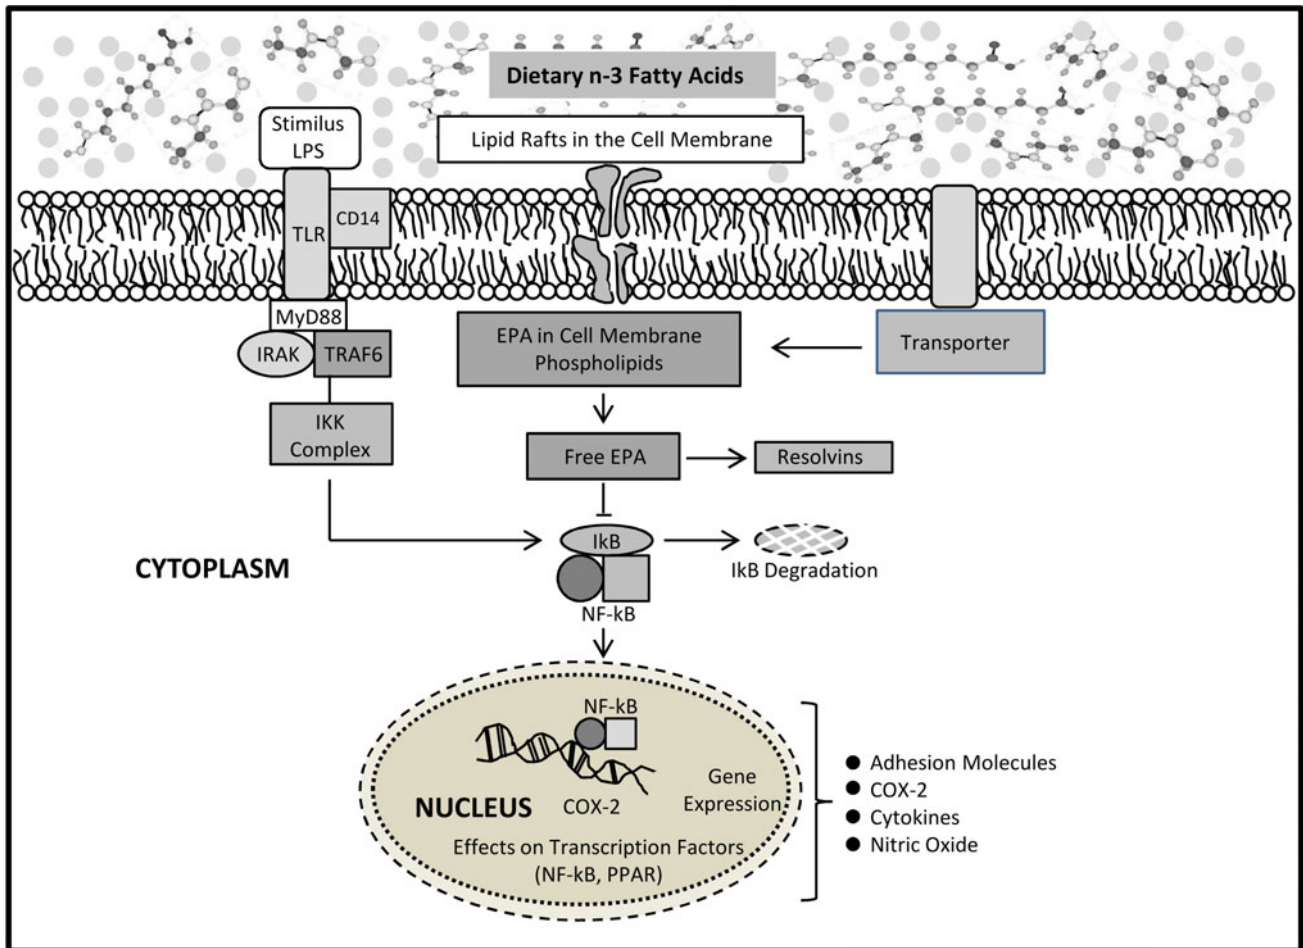 Dietary n-3 Fatty Acids
Stimilus
LPS
Lipid Rafts in the Cell Membrane
TLR
CD14
MyD88
IRAK
TRAF6
EPA in Cell Membrane
Phospholipids
Transporter
IKK
Complex
Free EPA
Resolvins
IkB
IkB Degradation
CYTOPLASM
NF-kB
NF-kB
Gene
Expression
NUCLEUS
COX-2
Effects on Transcription Factors
(NF-kB, PPAR)
● Adhesion Molecules
● COX-2
● Cytokines
● Nitric Oxide